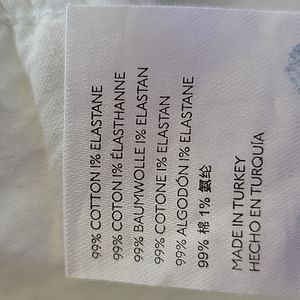 99% COTTON 1% ELASTANE
99% COTON 1% ÉLASTHANNE
99% BAUMWOLLE 1% ELASTAN
99% COTONE 1% ELASTAN
99% ALGODÓN 1% ELASTANE
99% 棉 1% 氨纶
MADE IN TURKEY
HECHO EN TURQUÍA